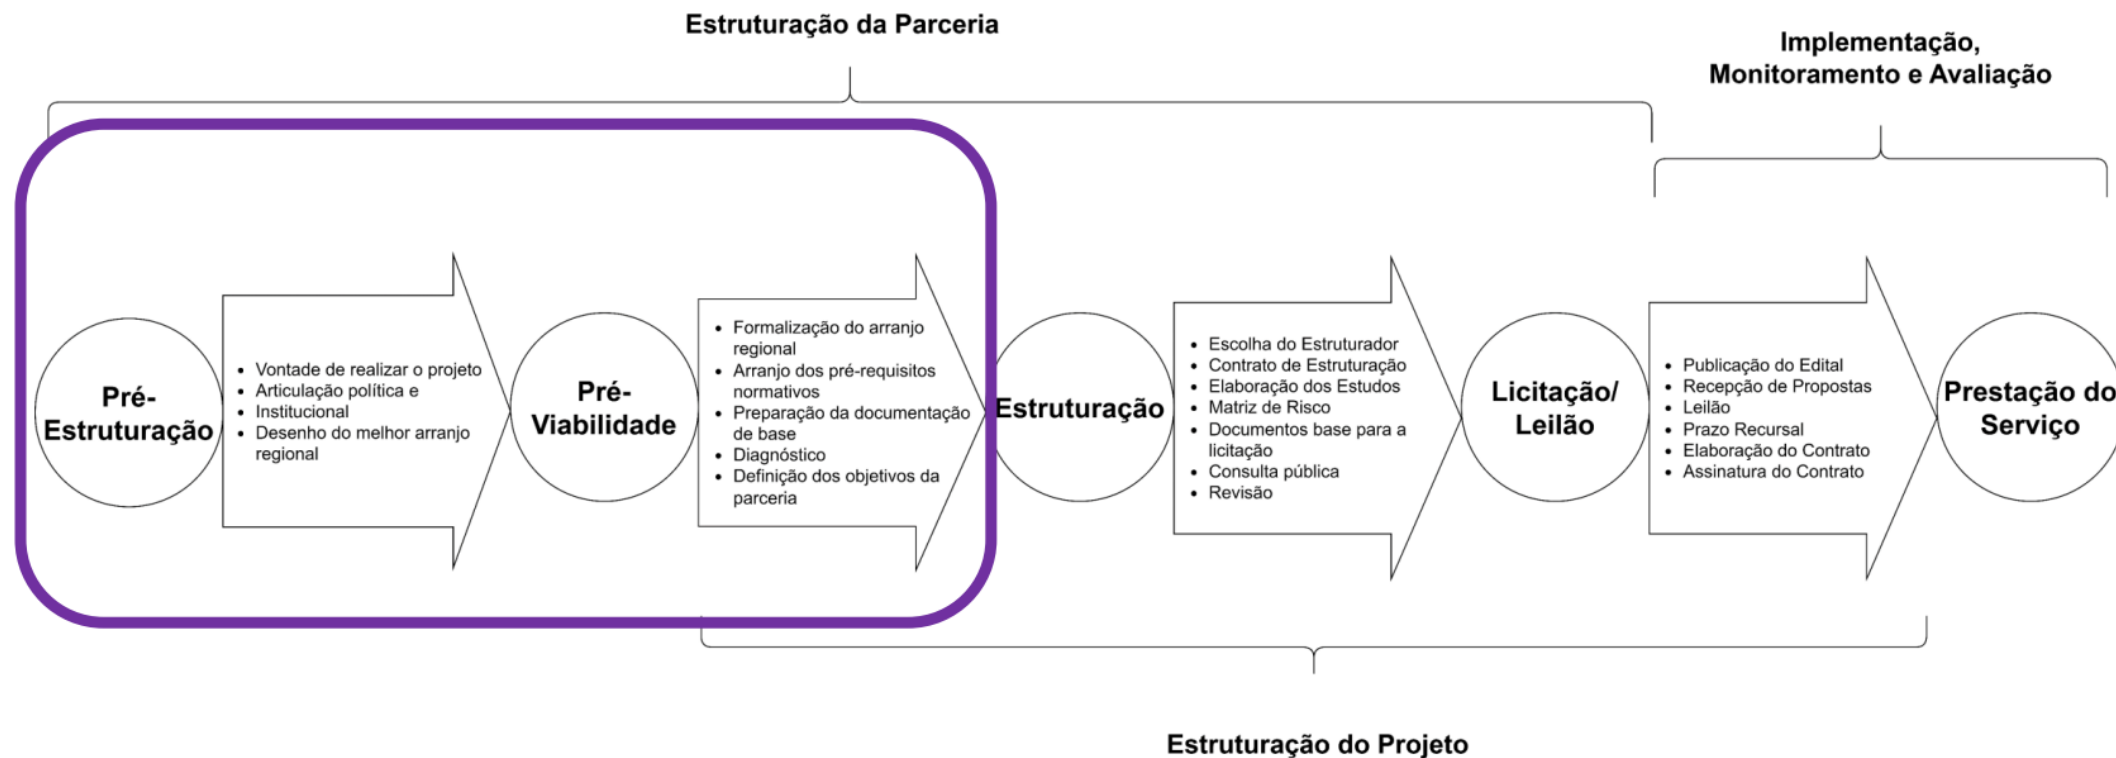 Estruturação da Parceria
Implementação,
Monitoramento e Avaliação
Pré-
Estruturação
• Vontade de realizar o projeto
• Articulação política e
• Institucional
• Desenho do melhor arranjo
regional
Pré-
Viabilidade
• Formalização do arranjo
regional
• Arranjo dos pré-requisitos
normativos
• Preparação da documentação
de base
• Diagnóstico
• Definição dos objetivos da
parceria
Estruturação
• Escolha do Estruturador
• Contrato de Estruturação
• Elaboração dos Estudos
• Matriz de Risco
• Documentos base para a
licitação
• Consulta pública
• Revisão
Licitação/
Leilão
• Publicação do Edital
• Recepção de Propostas
• Leilão
• Prazo Recursal
• Elaboração do Contrato
• Assinatura do Contrato
Prestação do
Serviço
Estruturação do Projeto